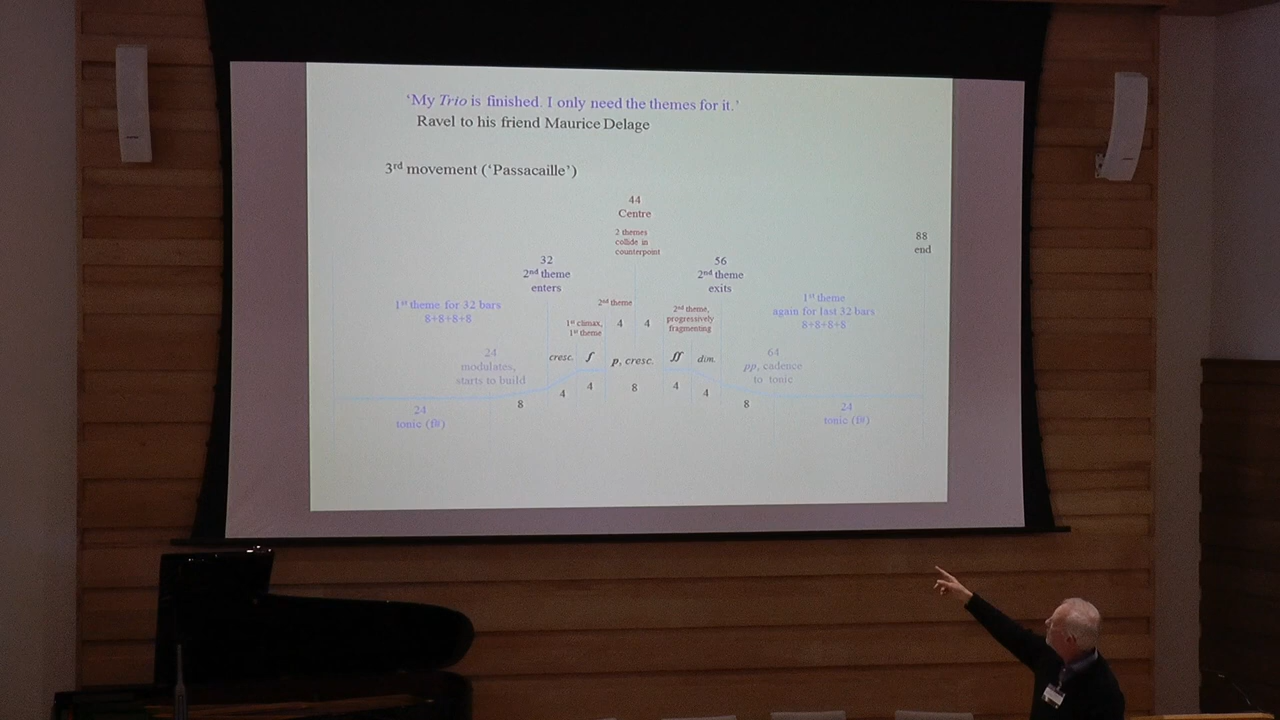 ‘My Trio is finished. I only need the themes for it.’
Ravel to his friend Maurice Delage
3rd movement (‘Passacaille’)
44
Centre
2 themes
collide in
counterpoint
88
end
32
2nd theme
enters
56
2nd theme
exits
1st theme for 32 bars
8+8+8+8
2nd theme
1st climax,
1st theme
4
4
2nd theme,
progressively
fragmenting
1st theme
again for last 32 bars
8+8+8+8
24
modulates,
starts to build
cresc.
f
p, cresc.
ff
dim.
64
pp, cadence
to tonic
8
4
4
8
4
4
8
24
tonic (f#)
24
tonic (f#)